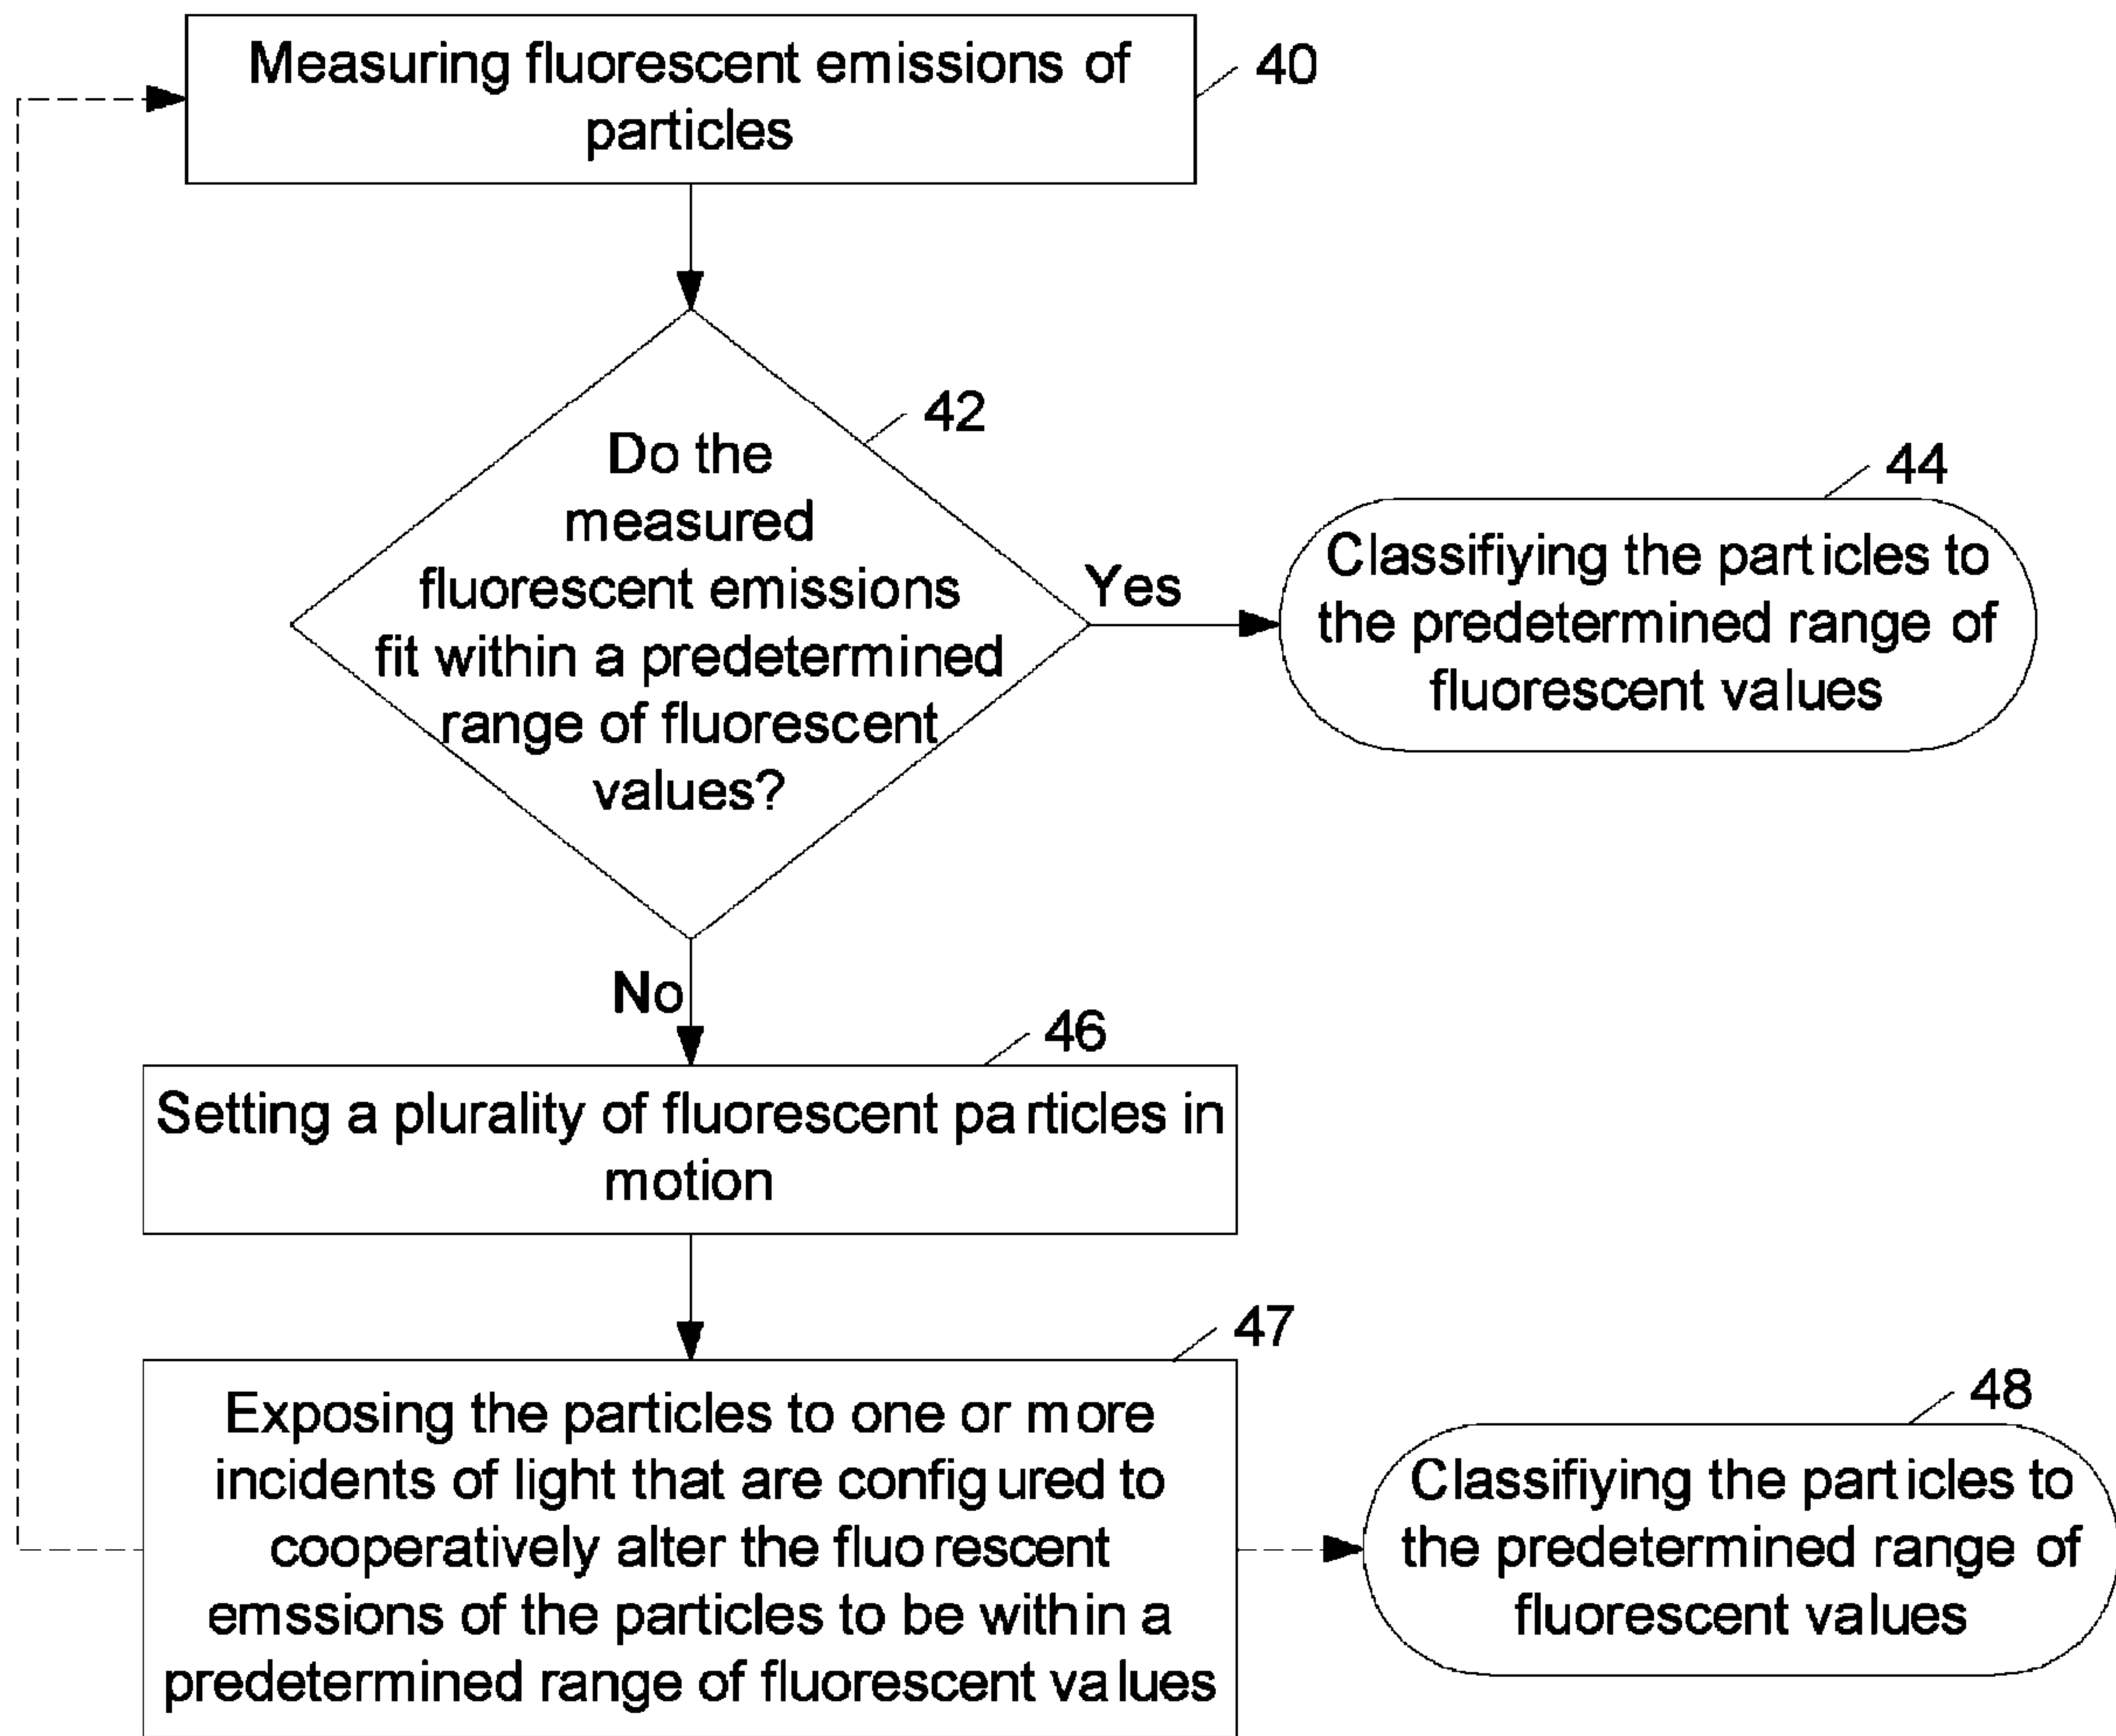 Measuring fluorescent emissions of
particles
40
Do the
measured
fluorescent emissions
fit within a predetermined
range of fluorescent
values?
42
Yes
44
Classifiying the particles to
the predetermined range of
fluorescent values
No
46
Setting a plurality of fluorescent particles in
motion
47
Exposing the particles to one or more
incidents of light that are configured to
cooperatively alter the fluorescent
emssions of the particles to be within a
predetermined range of fluorescent values
48
Classifiying the particles to
the predetermined range of
fluorescent values